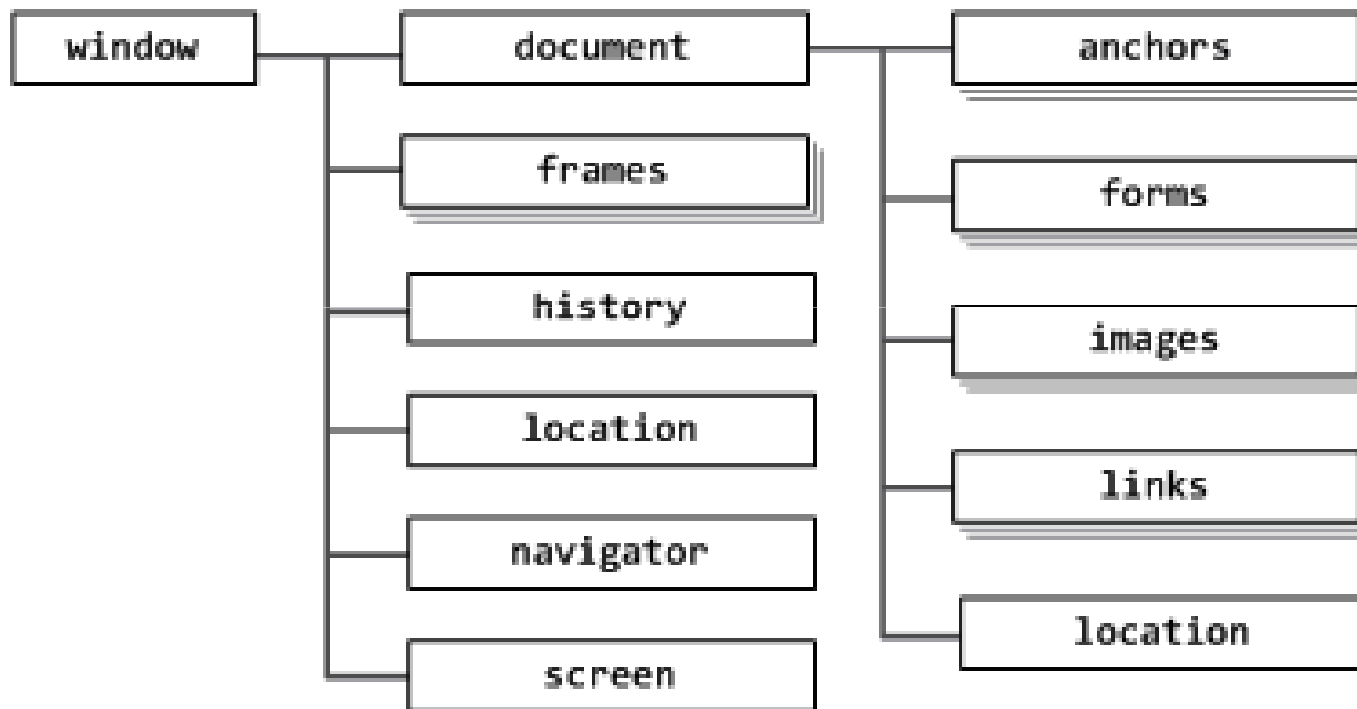 window
document
frames
history
location
navigator
screen
anchors
forms
images
links
location